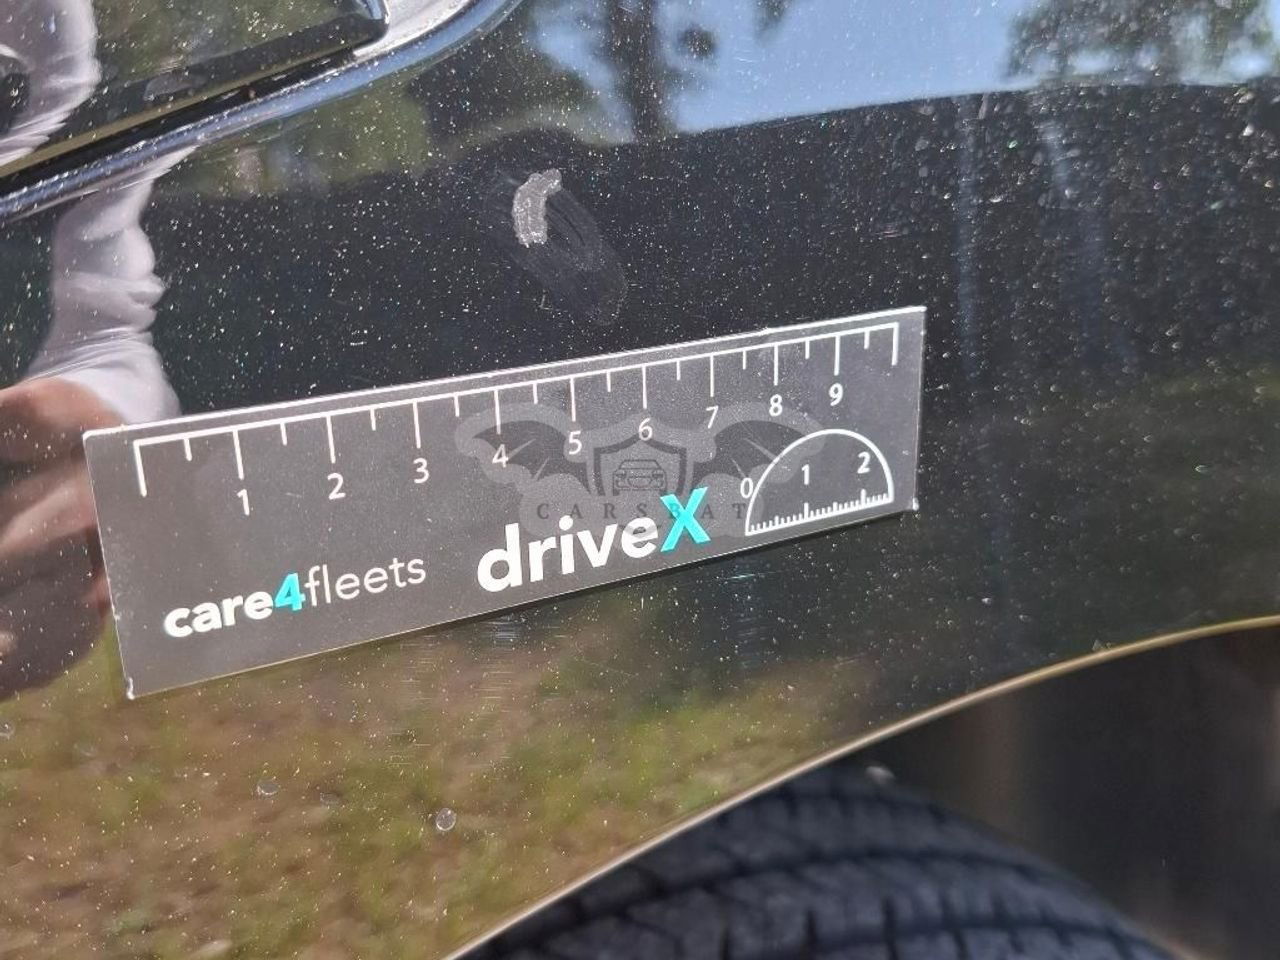 1 2 3 4 5 6 7 8 9
0 1 2
care4fleets driveX
CARSBAT